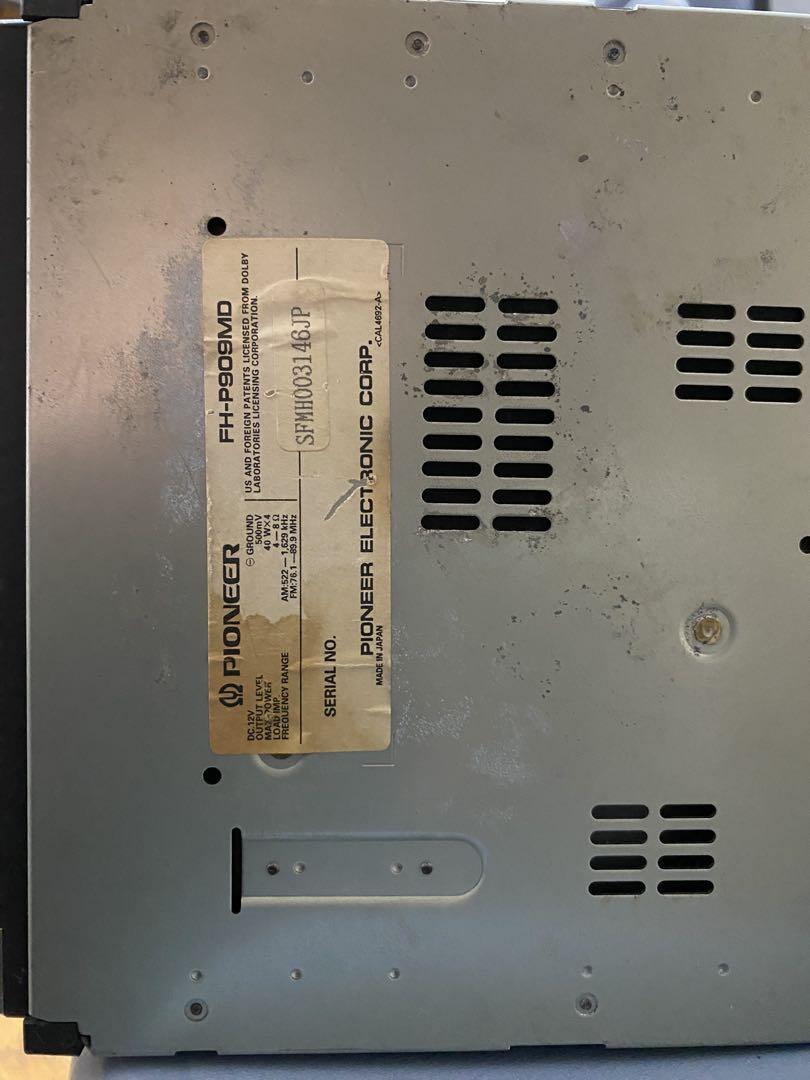 PIONEER FH-P909MD
DC.12V ⊖ GROUND
OUTPUT LEVEL 500mV
MAX. POWER 40 W×4
LOAD IMP. 4—8 Ω
FREQUENCY RANGE AM:522—1,629 kHz
FM:76.1—89.9 MHz
US AND FOREIGN PATENTS LICENSED FROM DOLBY
LABORATORIES LICENSING CORPORATION.
SERIAL NO. SFMH003146JP
PIONEER ELECTRONIC CORP.
MADE IN JAPAN <CAL4692-A>